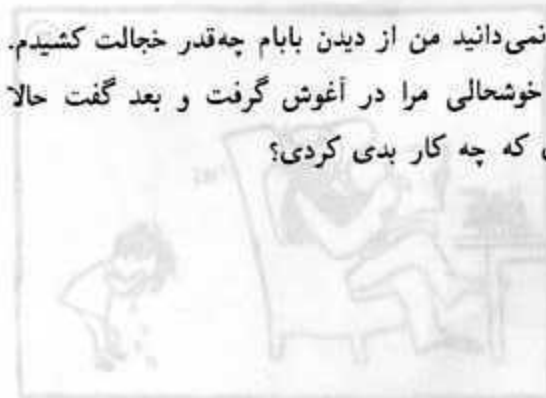 نمی‌دانید من از دیدن بابام چه‌قدر خجالت کشیدم.
خوشحالی مرا در آغوش گرفت و بعد گفت حالا
که چه کار بدی کردی؟